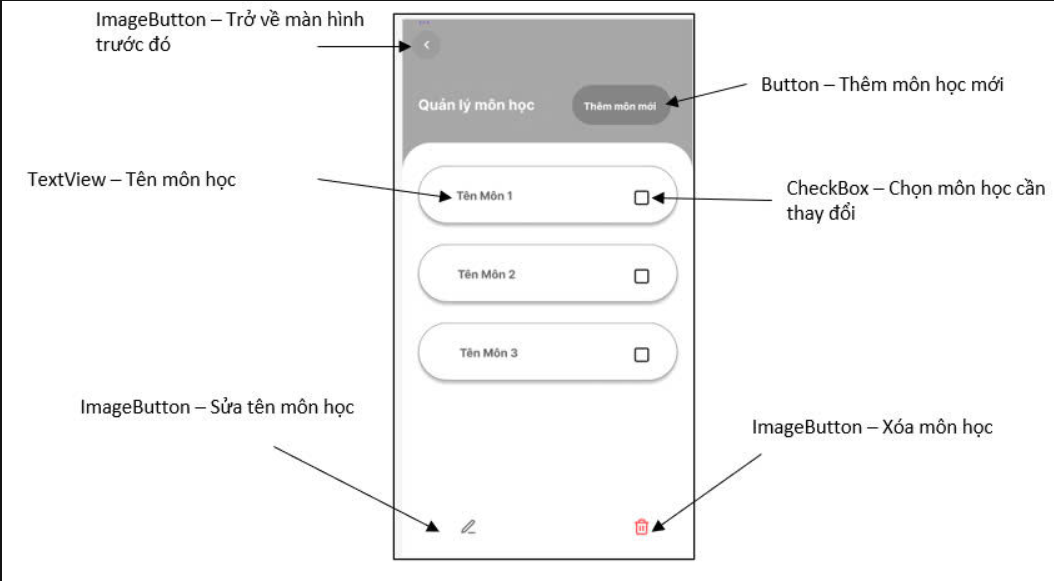 ImageButton – Trở về màn hình
trước đó
Button – Thêm môn học mới
Quản lý môn học
Thêm môn mới
TextView – Tên môn học
Tên Môn 1
CheckBox – Chọn môn học cần
thay đổi
Tên Môn 2
Tên Môn 3
ImageButton – Sửa tên môn học
ImageButton – Xóa môn học